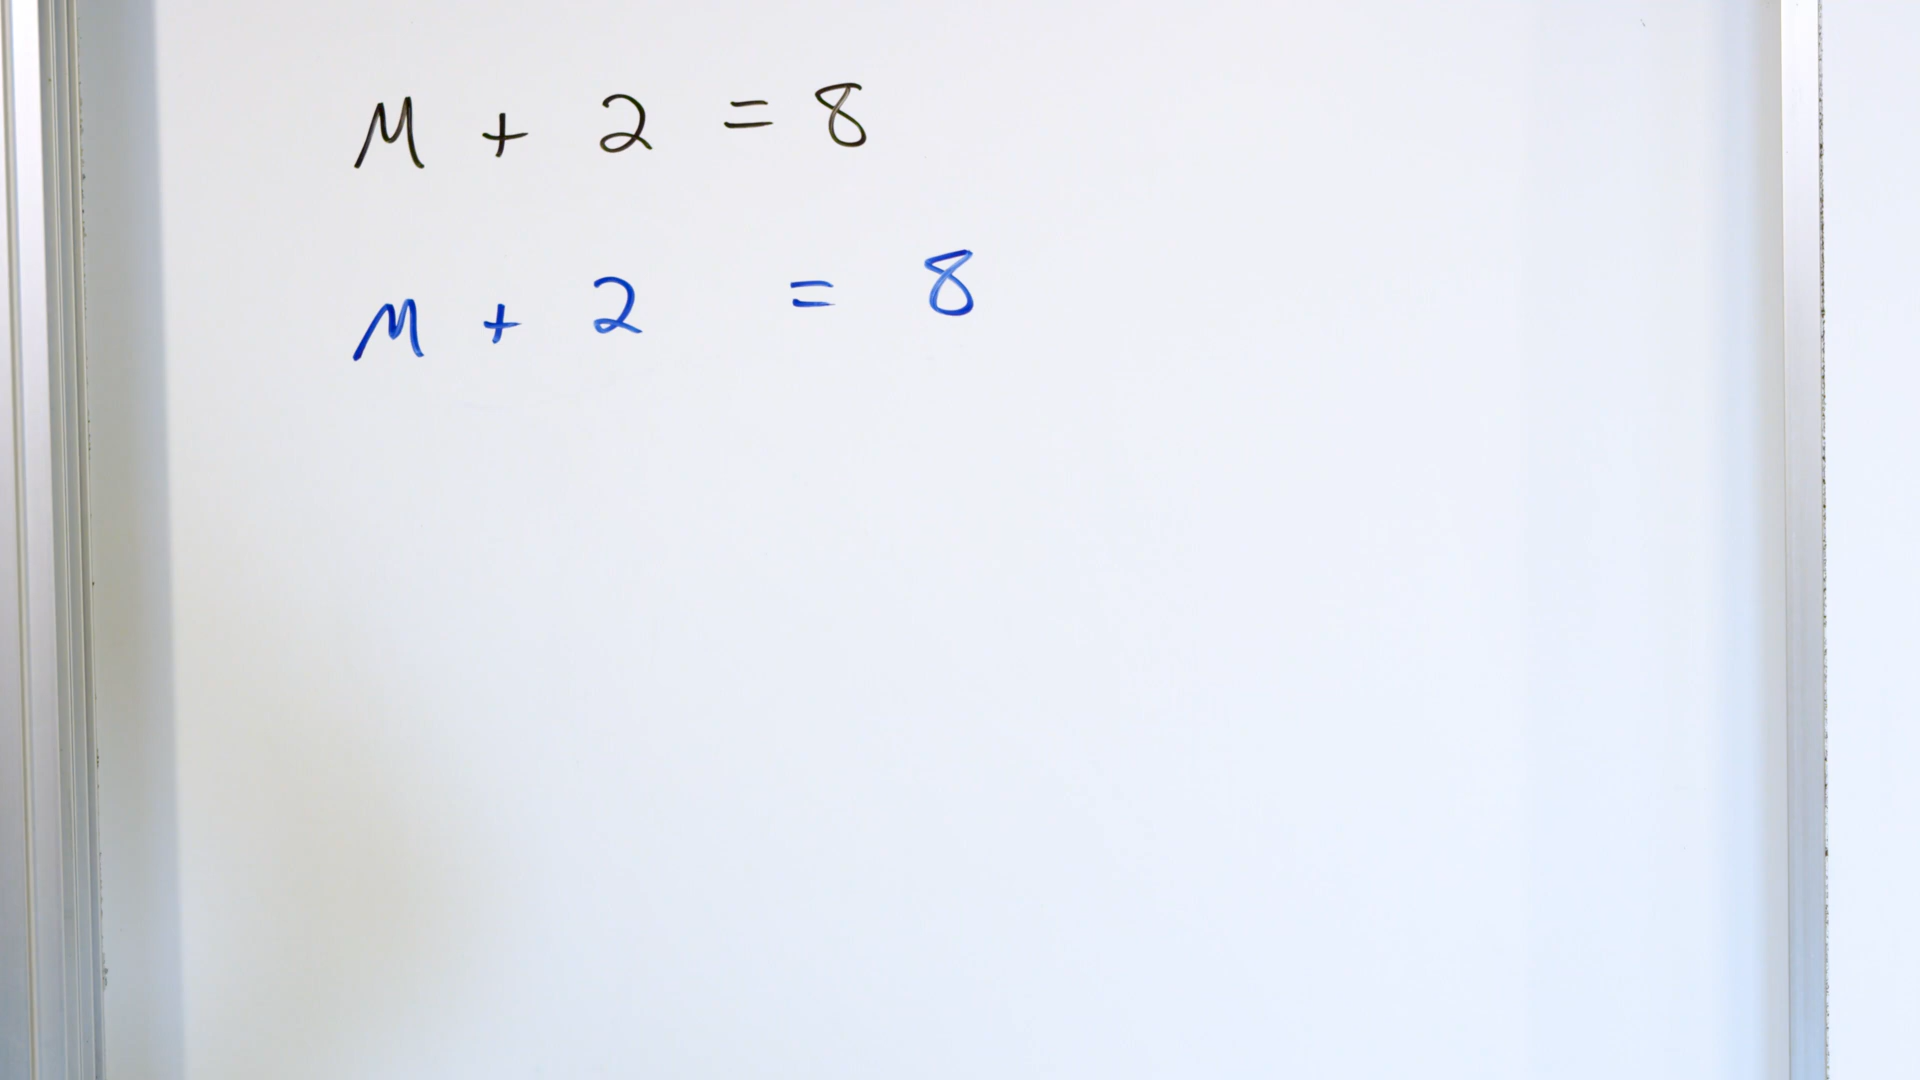 M + 2 = 8
M + 2 = 8